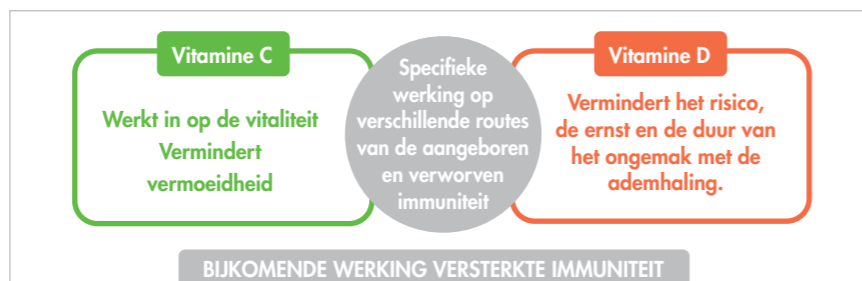 Vitamine C
Werkt in op de vitaliteit
Vermindert
vermoeidheid
Specifieke
werking op
verschillende routes
van de aangeboren
en verworven
immuniteit
Vitamine D
Vermindert het risico,
de ernst en de duur van
het ongemak met de
ademhaling.
BIJKOMENDE WERKING VERSTERKTE IMMUNITEIT